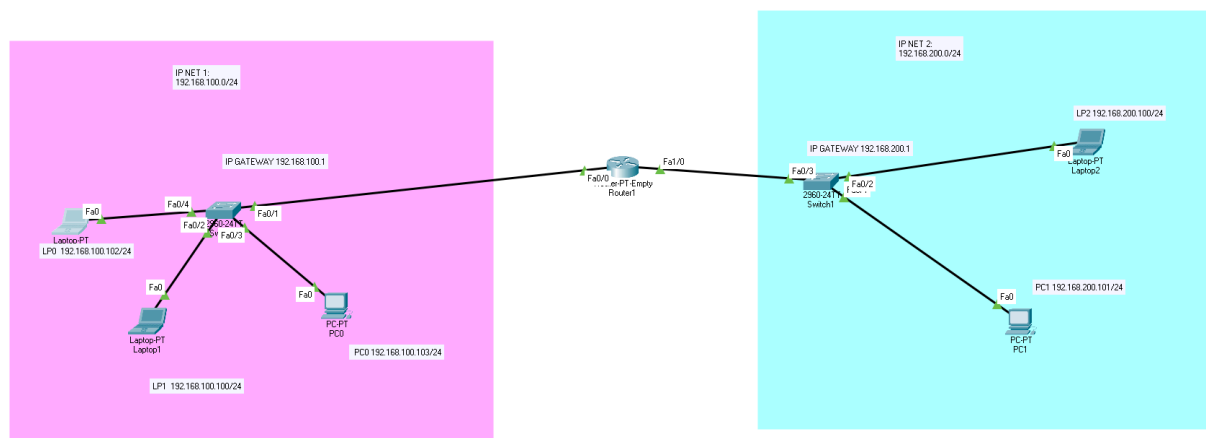 IP NET 1:
192.168.100.0/24
IP GATEWAY 192.168.100.1
Fa0
Fa0/4
Fa0/1
Fa0/2
Fa0/3
Laptop-PT
LP0 192.168.100.102/24
Fa0
Laptop-PT
Laptop1
LP1 192.168.100.100/24
Fa0
PC-PT
PC0
PC0 192.168.100.103/24
Fa0/0
Fa1/0
Router1
IP NET 2:
192.168.200.0/24
LP2 192.168.200.100/24
IP GATEWAY 192.168.200.1
Fa0/3
Fa0/2
Switch1
Fa0
Laptop-PT
Laptop2
PC1 192.168.200.101/24
Fa0
PC-PT
PC1